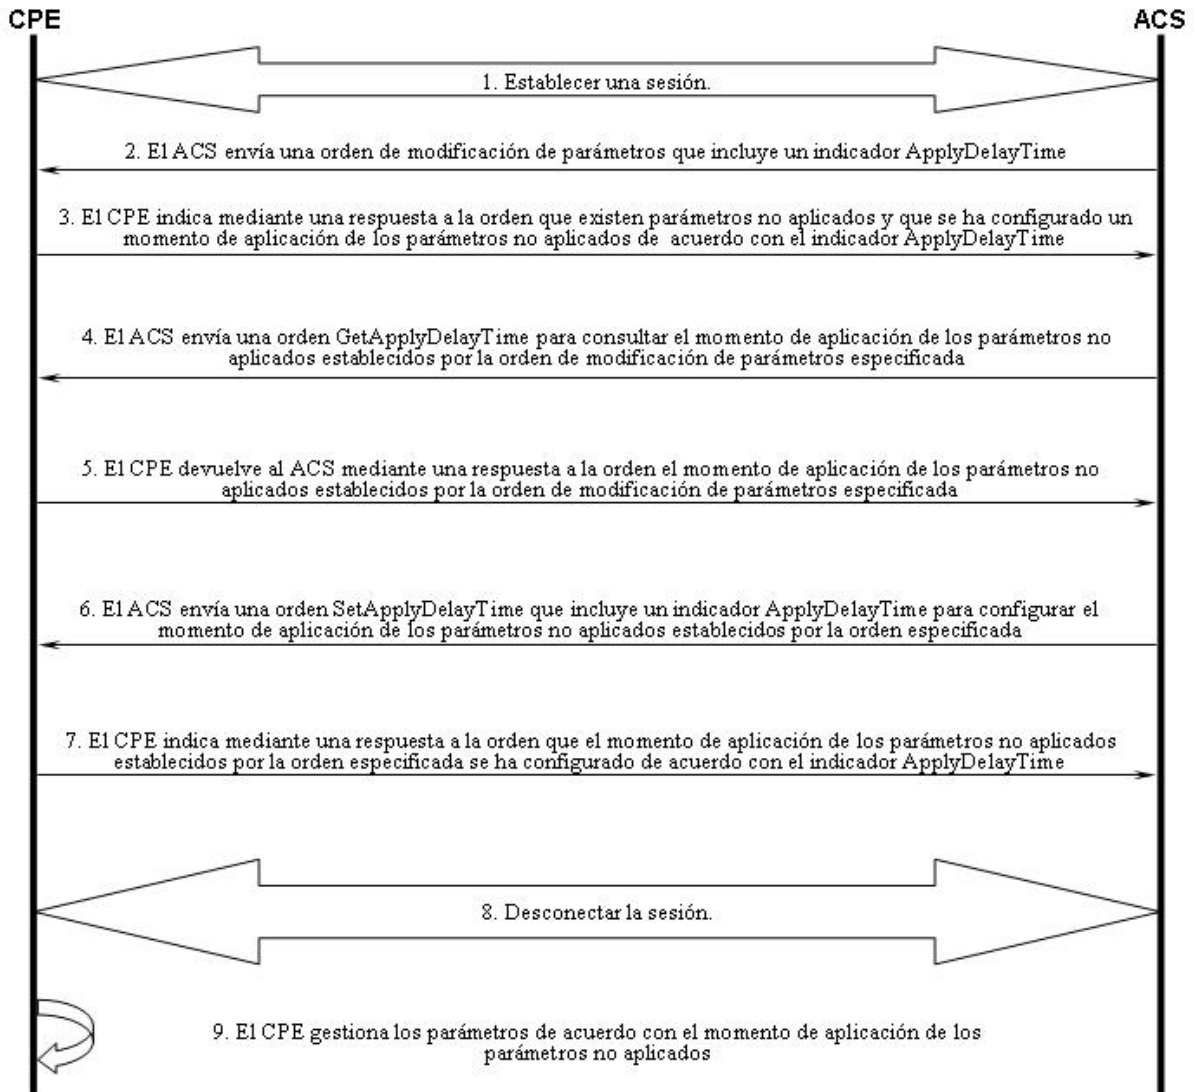 CPE
ACS
1. Establecer una sesión.
2. El ACS envía una orden de modificación de parámetros que incluye un indicador ApplyDelayTime
3. El CPE indica mediante una respuesta a la orden que existen parámetros no aplicados y que se ha configurado un
momento de aplicación de los parámetros no aplicados de acuerdo con el indicador ApplyDelayTime
4. El ACS envía una orden GetApplyDelayTime para consultar el momento de aplicación de los parámetros no
aplicados establecidos por la orden de modificación de parámetros especificada
5. El CPE devuelve al ACS mediante una respuesta a la orden el momento de aplicación de los parámetros no
aplicados establecidos por la orden de modificación de parámetros especificada
6. El ACS envía una orden SetApplyDelayTime que incluye un indicador ApplyDelayTime para configurar el
momento de aplicación de los parámetros no aplicados establecidos por la orden especificada
7. El CPE indica mediante una respuesta a la orden que el momento de aplicación de los parámetros no aplicados
establecidos por la orden especificada se ha configurado de acuerdo con el indicador ApplyDelayTime
8. Desconectar la sesión.
9. El CPE gestiona los parámetros de acuerdo con el momento de aplicación de los
parámetros no aplicados